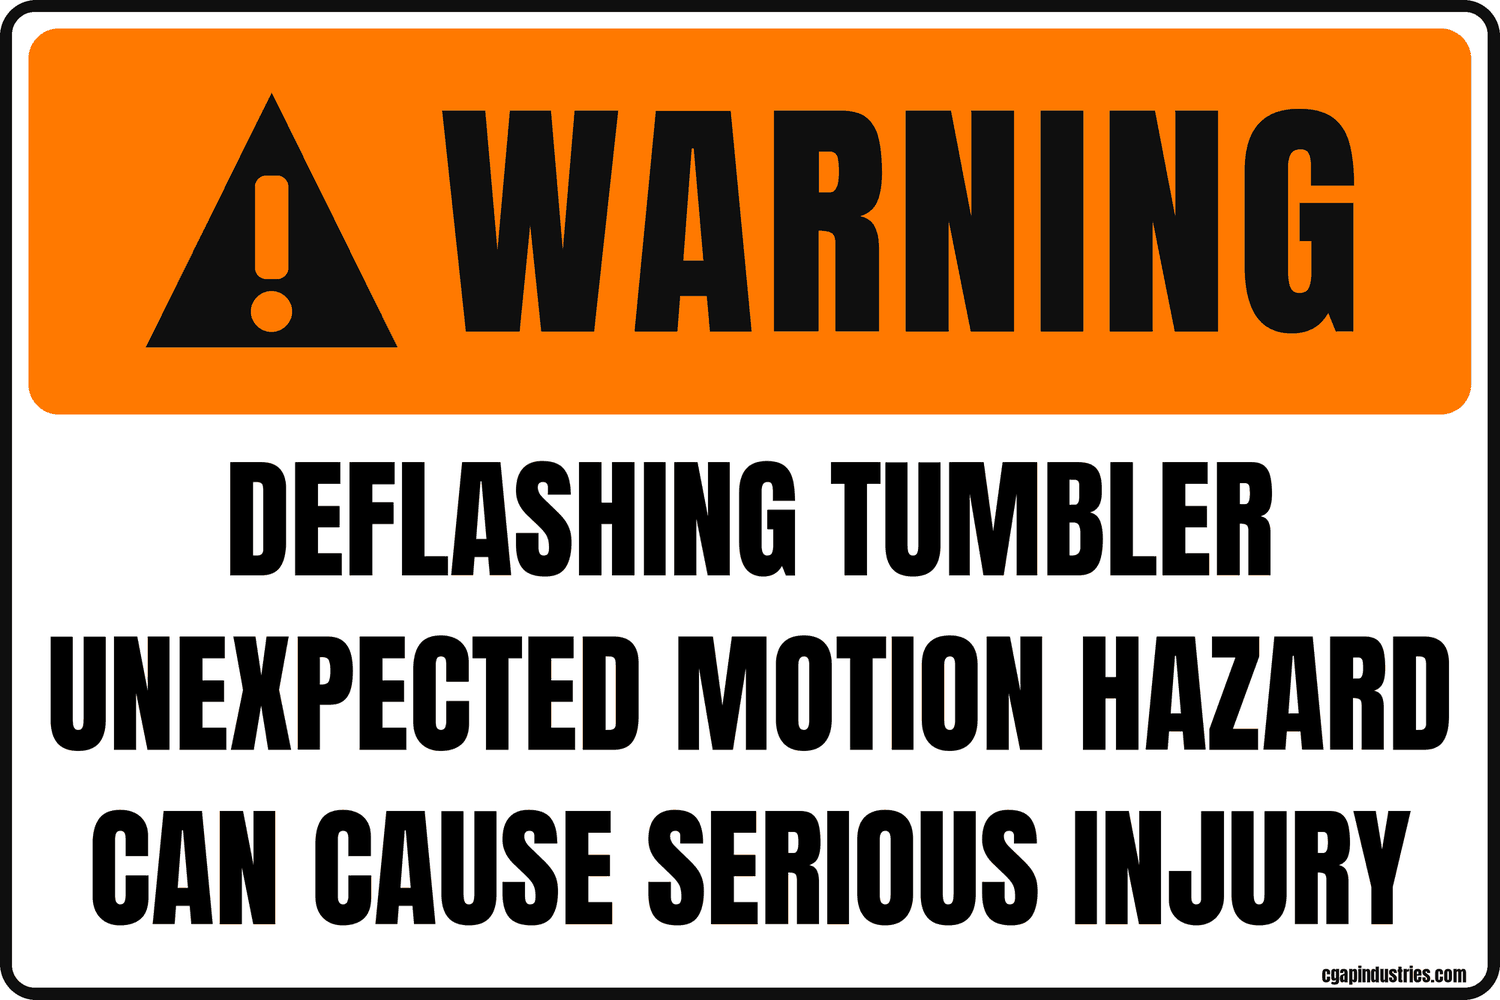 WARNING
DEFLASHING TUMBLER
UNEXPECTED MOTION HAZARD
CAN CAUSE SERIOUS INJURY
cgapindustries.com